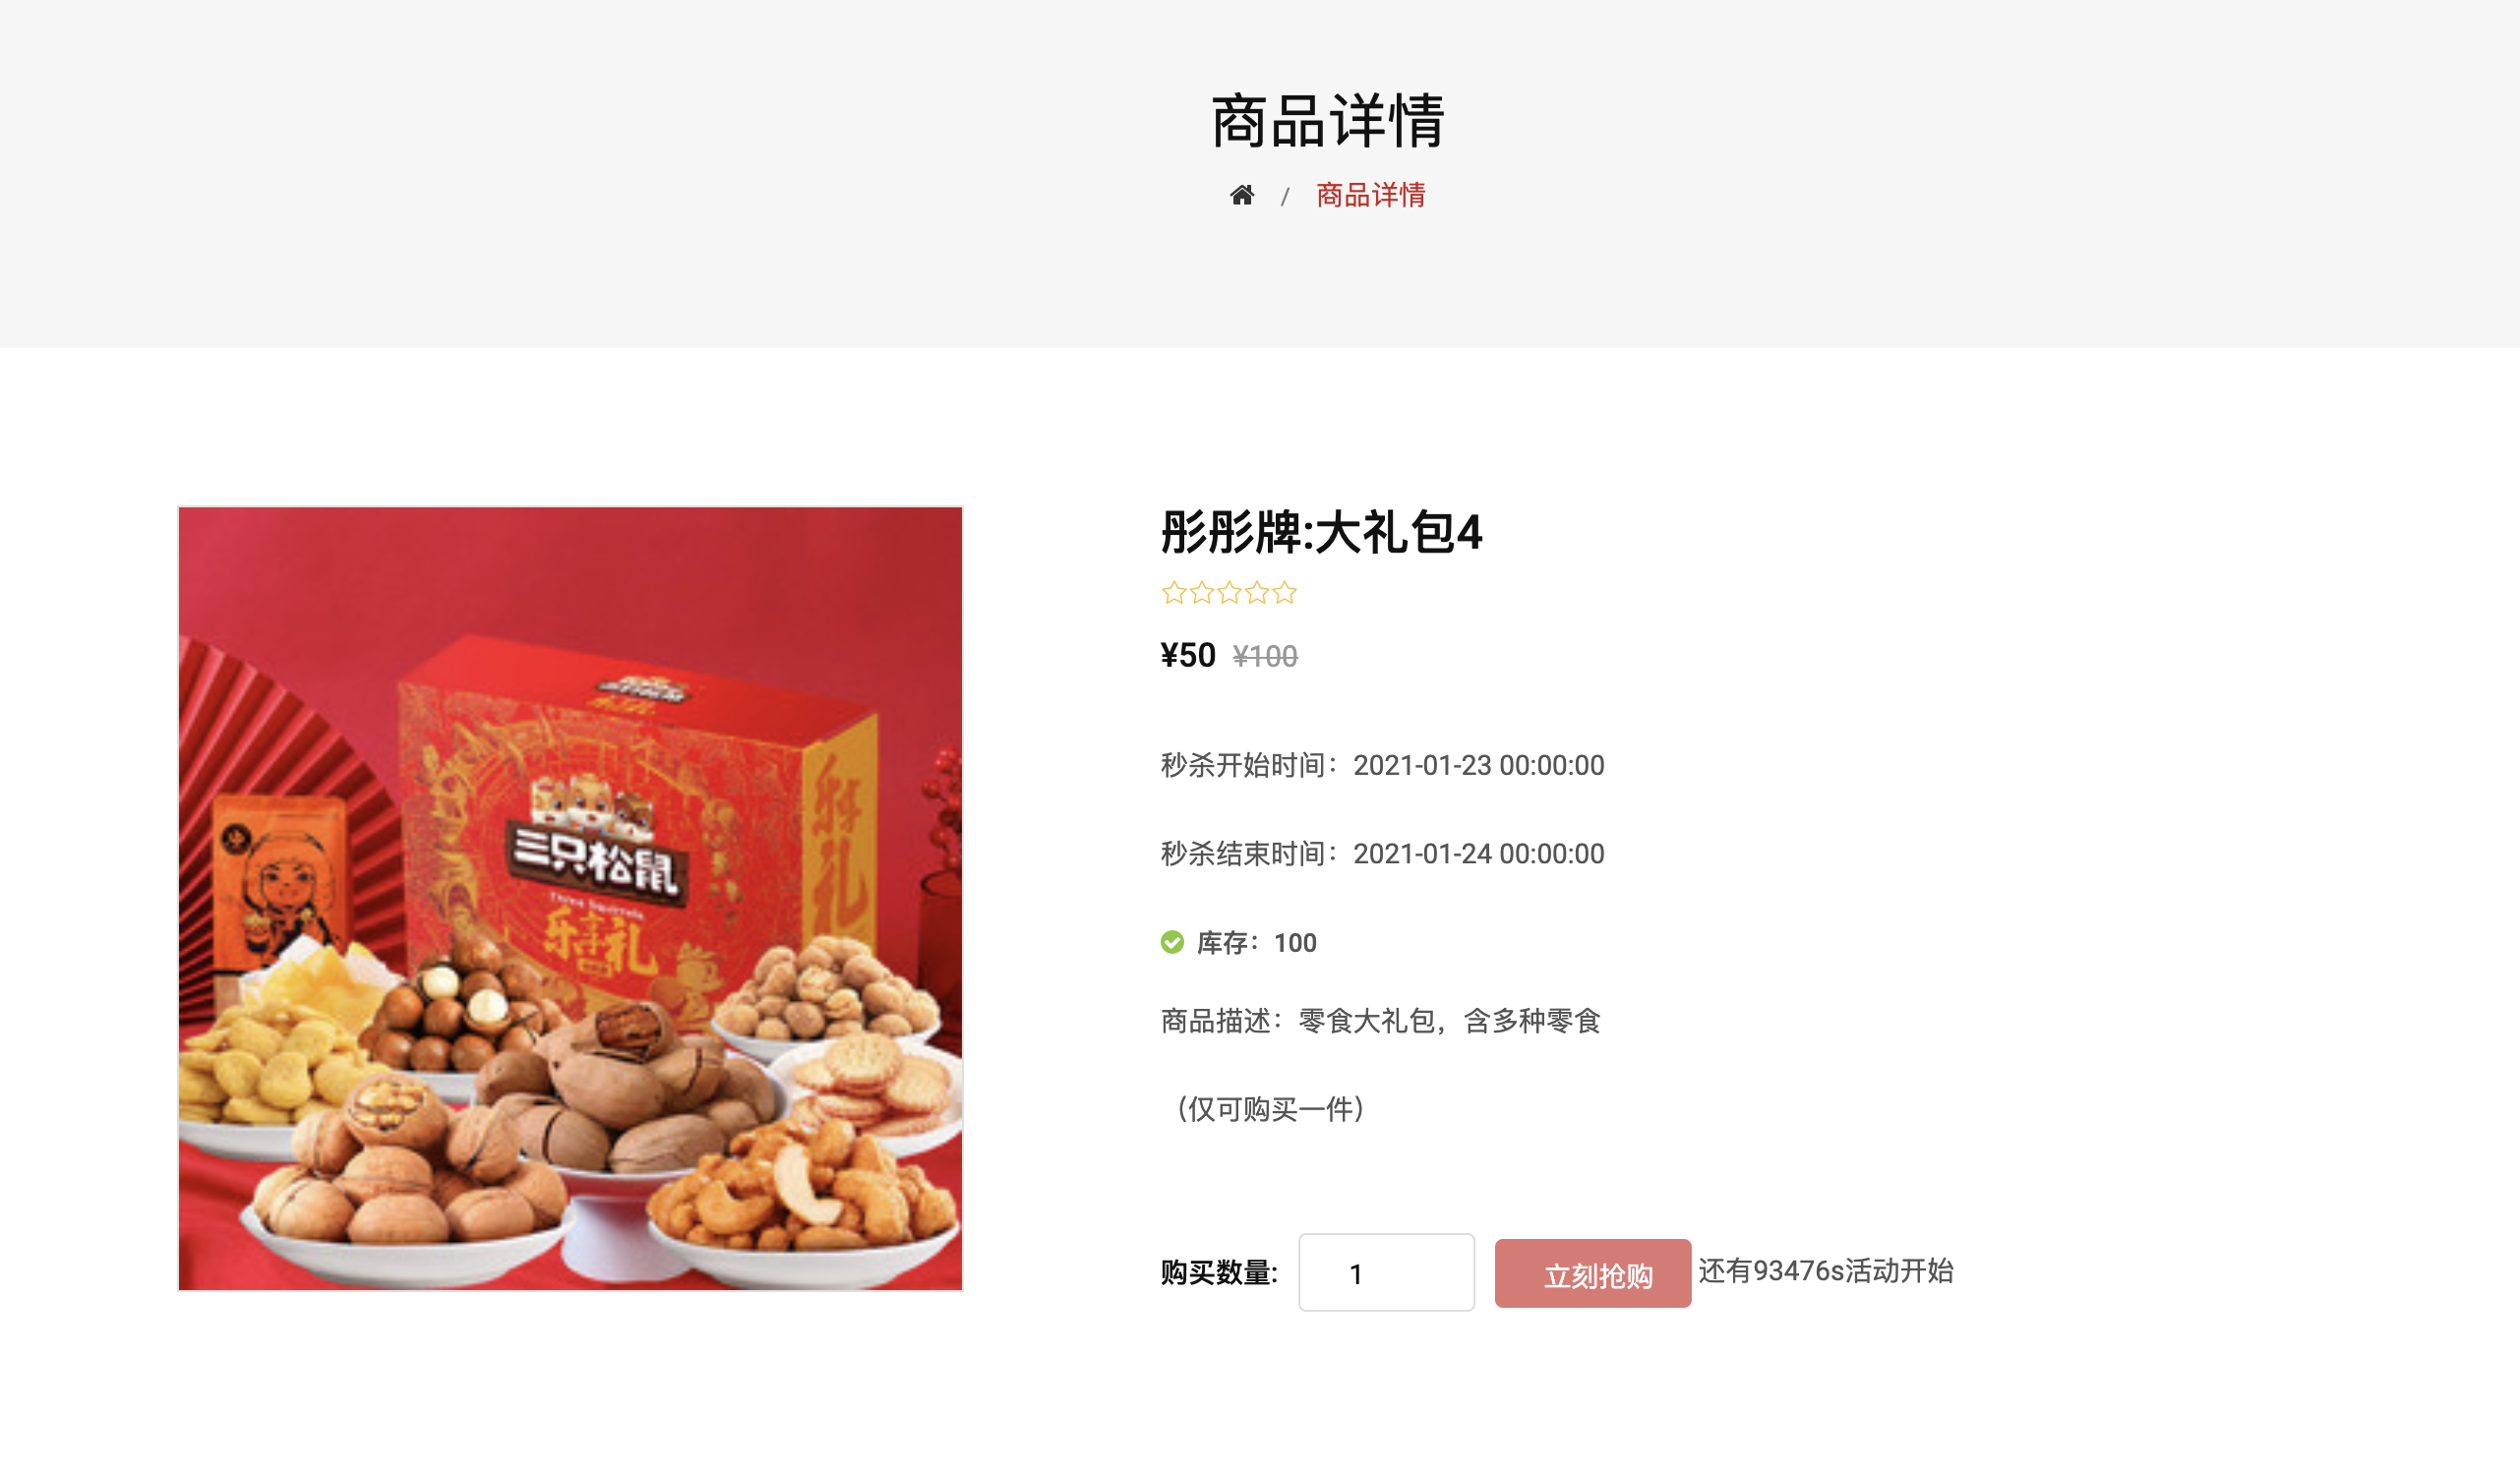 商品详情
/ 商品详情
彤彤牌:大礼包4
¥50 ¥100
秒杀开始时间：2021-01-23 00:00:00
秒杀结束时间：2021-01-24 00:00:00
库存：100
商品描述：零食大礼包，含多种零食
（仅可购买一件）
购买数量: 1 立刻抢购 还有93476s活动开始
三只松鼠
Three Squirrels